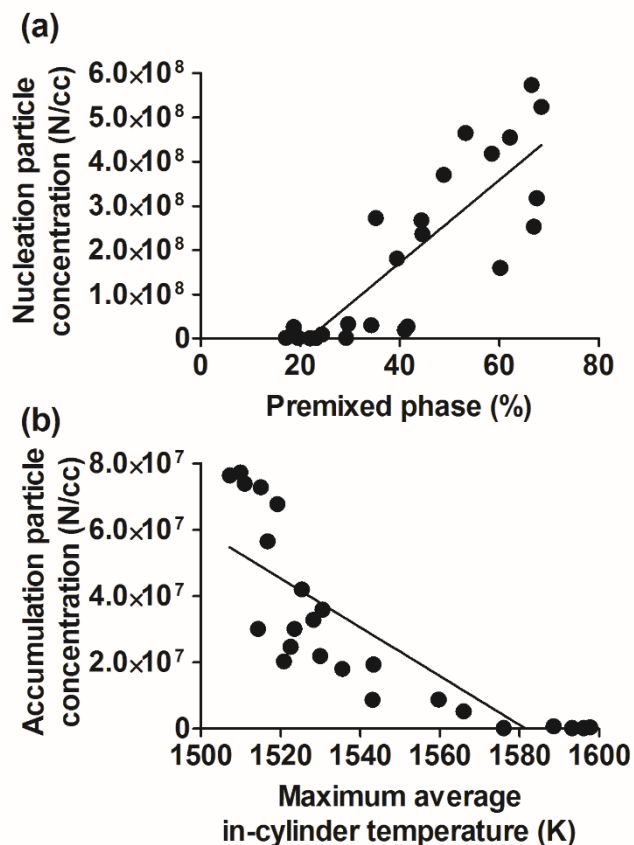 (a)
Nucleation particle
concentration (N/cc)
6.0×10⁸
5.0×10⁸
4.0×10⁸
3.0×10⁸
2.0×10⁸
1.0×10⁸
0
0 20 40 60 80
Premixed phase (%)
(b)
Accumulation particle
concentration (N/cc)
8.0×10⁷
6.0×10⁷
4.0×10⁷
2.0×10⁷
0
1500 1520 1540 1560 1580 1600
Maximum average
in-cylinder temperature (K)